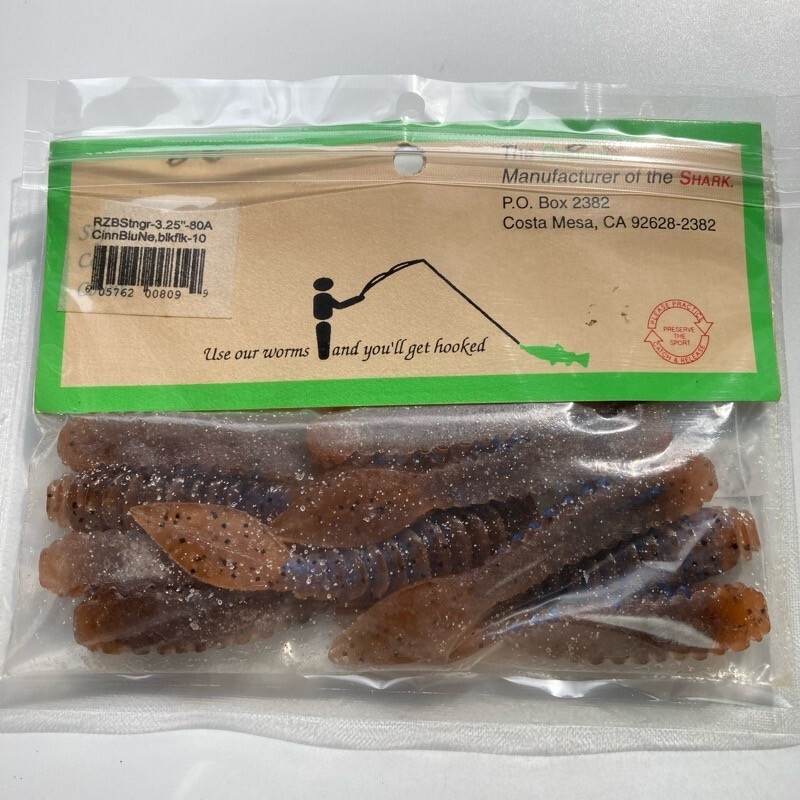 The
Manufacturer of the SHARK.
P.O. Box 2382
Costa Mesa, CA 92628-2382
RZBStngr-3.25"-80A
CinnBluNe,blkflk-10
05762 00809 9
Use our worms and you'll get hooked
PLEASE PRACTICE
PRESERVE
THE
SPORT
CATCH & RELEASE